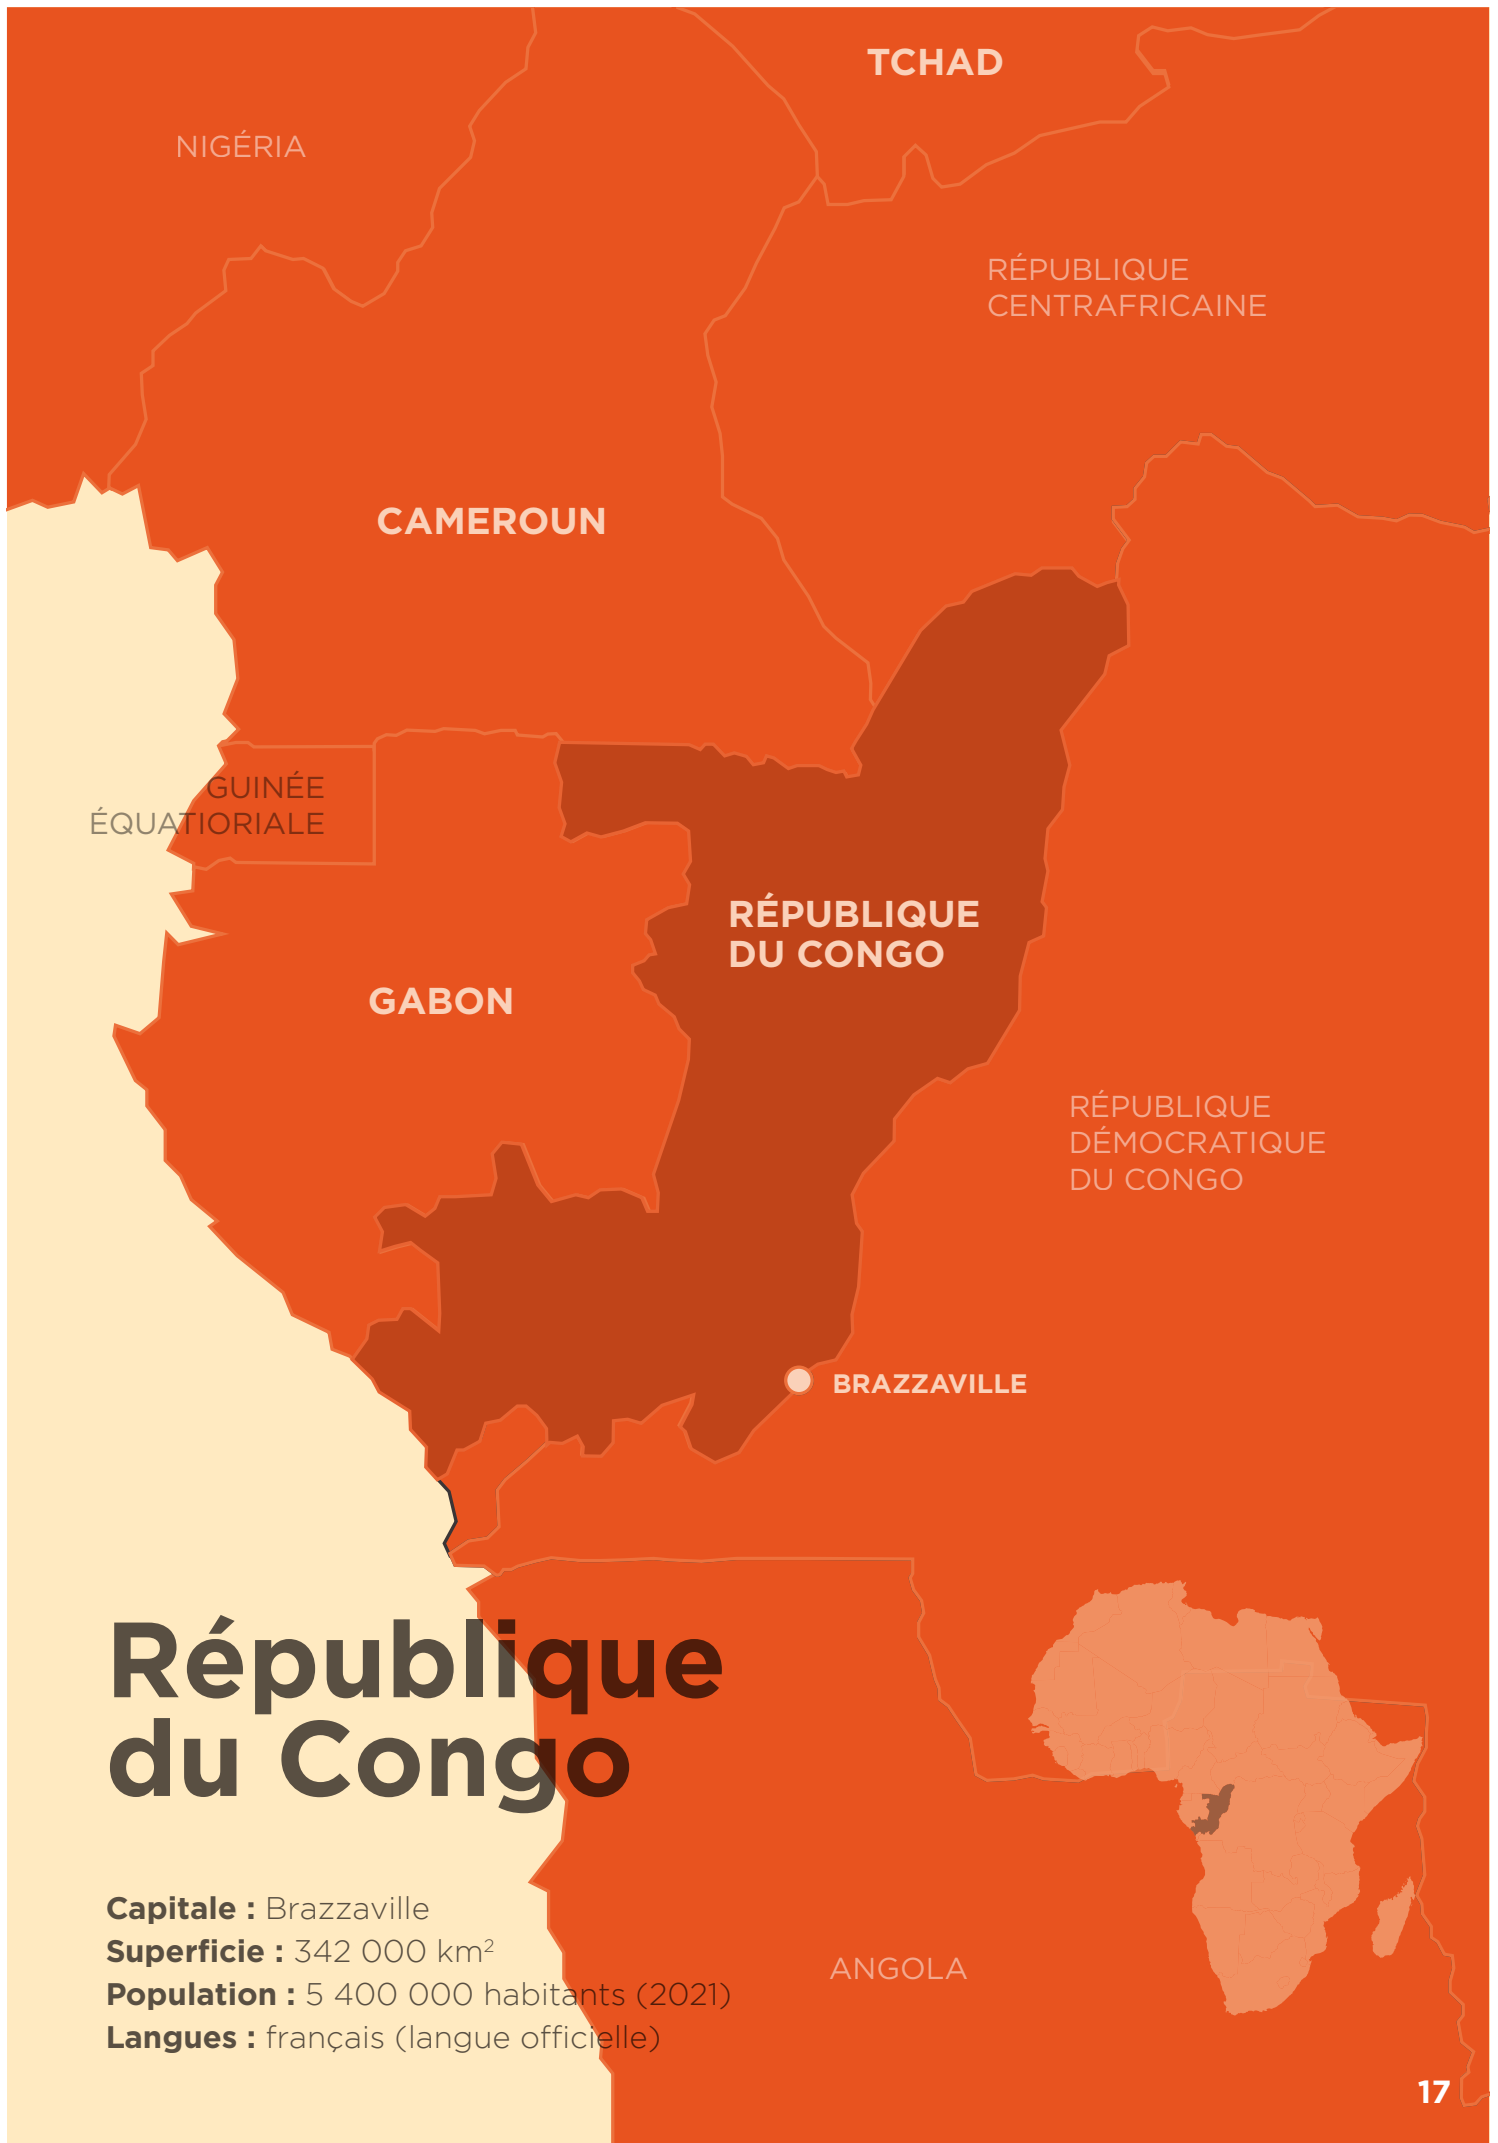 TCHAD
NIGÉRIA
RÉPUBLIQUE
CENTRAFRICAINE
CAMEROUN
GUINÉE
ÉQUATIORIALE
RÉPUBLIQUE
DU CONGO
GABON
RÉPUBLIQUE
DÉMOCRATIQUE
DU CONGO
BRAZZAVILLE
République
du Congo
Capitale : Brazzaville
Superficie : 342 000 km²
Population : 5 400 000 habitants (2021)
Langues : français (langue officielle)
ANGOLA
17